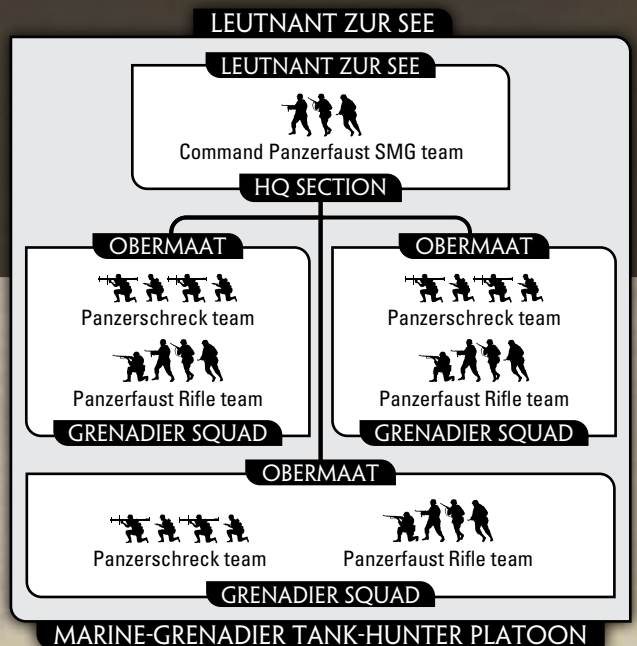 LEUTNANT ZUR SEE
LEUTNANT ZUR SEE
Command Panzerfaust SMG team
HQ SECTION
OBERMAAT
Panzerschreck team
Panzerfaust Rifle team
GRENADIER SQUAD
OBERMAAT
Panzerschreck team
Panzerfaust Rifle team
GRENADIER SQUAD
OBERMAAT
Panzerschreck team
Panzerfaust Rifle team
GRENADIER SQUAD
MARINE-GRENADIER TANK-HUNTER PLATOON